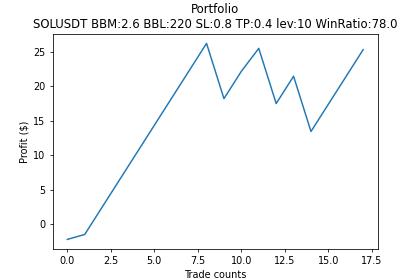 Portfolio
SOLUSDT BBM:2.6 BBL:220 SL:0.8 TP:0.4 lev:10 WinRatio:78.0
25
20
15
10
5
0
Profit ($)
0.0 2.5 5.0 7.5 10.0 12.5 15.0 17.5
Trade counts